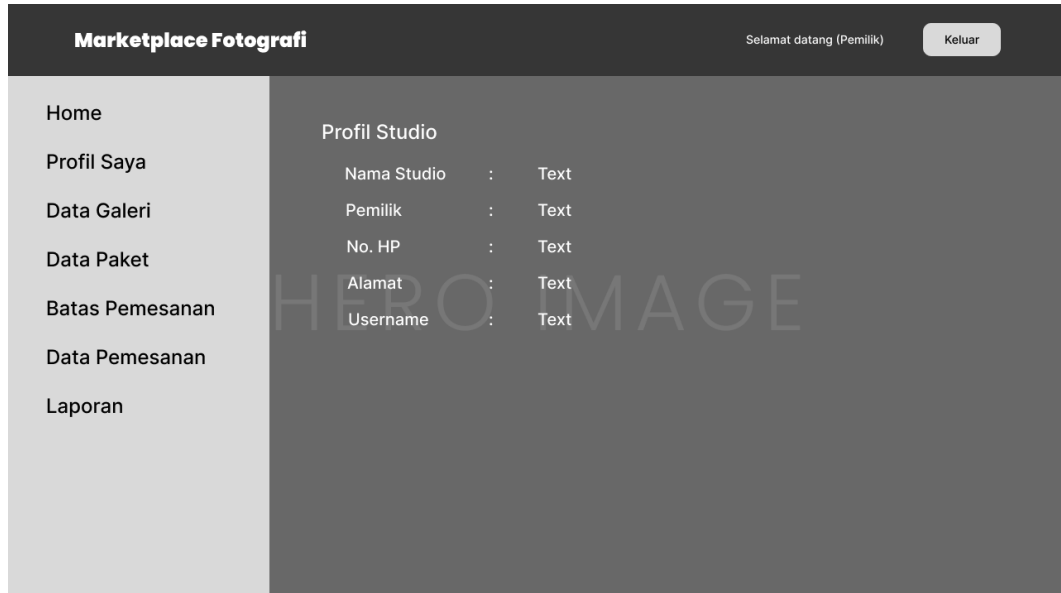 Marketplace Fotografi
Selamat datang (Pemilik)
Keluar
Home
Profil Saya
Data Galeri
Data Paket
Batas Pemesanan
Data Pemesanan
Laporan
Profil Studio
Nama Studio : Text
Pemilik : Text
No. HP : Text
Alamat : Text
Username : Text
HERO IMAGE